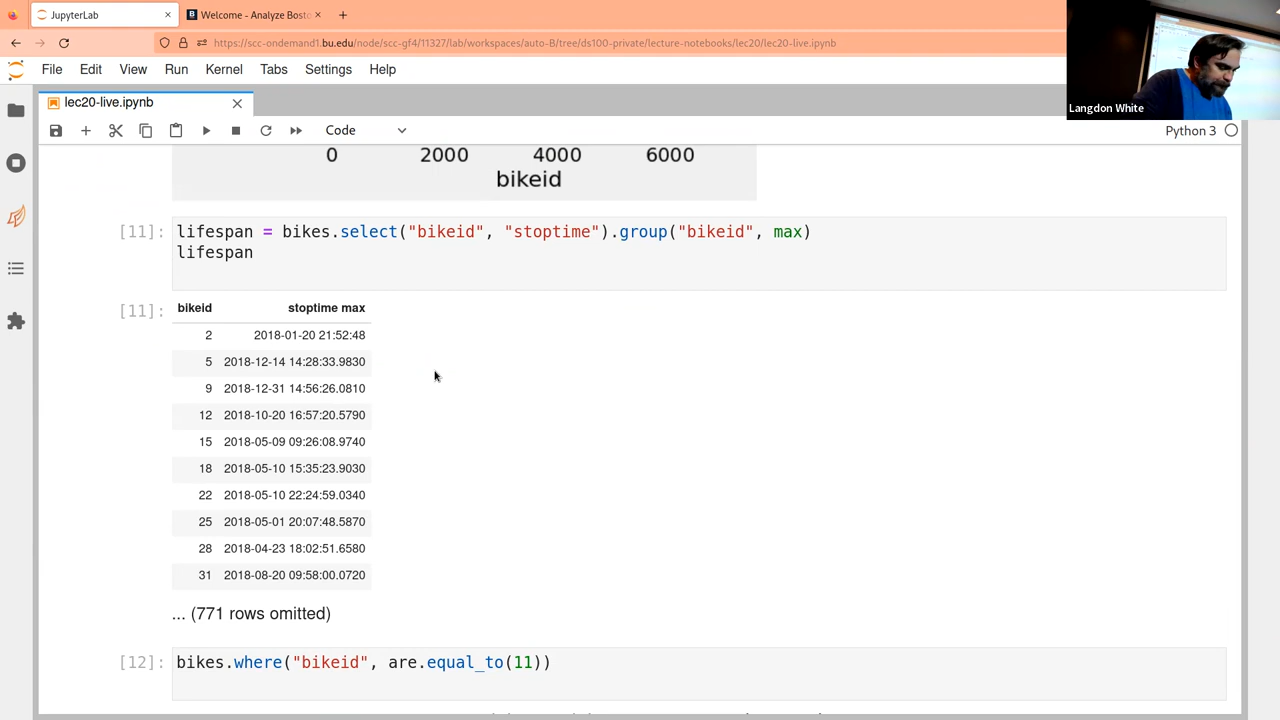 JupyterLab
Welcome - Analyze Bost
https://scc-ondemand1.bu.edu/node/scc-gf4/11327/lab/workspaces/auto-B/tree/ds100-private/lecture-notebooks/lec20/lec20-live.ipynb
File Edit View Run Kernel Tabs Settings Help
Langdon White
lec20-live.ipynb
Code
Python 3
0 2000 4000 6000
bikeid
[11]: lifespan = bikes.select("bikeid", "stoptime").group("bikeid", max)
lifespan
[11]: bikeid stoptime max
2 2018-01-20 21:52:48
5 2018-12-14 14:28:33.9830
9 2018-12-31 14:56:26.0810
12 2018-10-20 16:57:20.5790
15 2018-05-09 09:26:08.9740
18 2018-05-10 15:35:23.9030
22 2018-05-10 22:24:59.0340
25 2018-05-01 20:07:48.5870
28 2018-04-23 18:02:51.6580
31 2018-08-20 09:58:00.0720
... (771 rows omitted)
[12]: bikes.where("bikeid", are.equal_to(11))